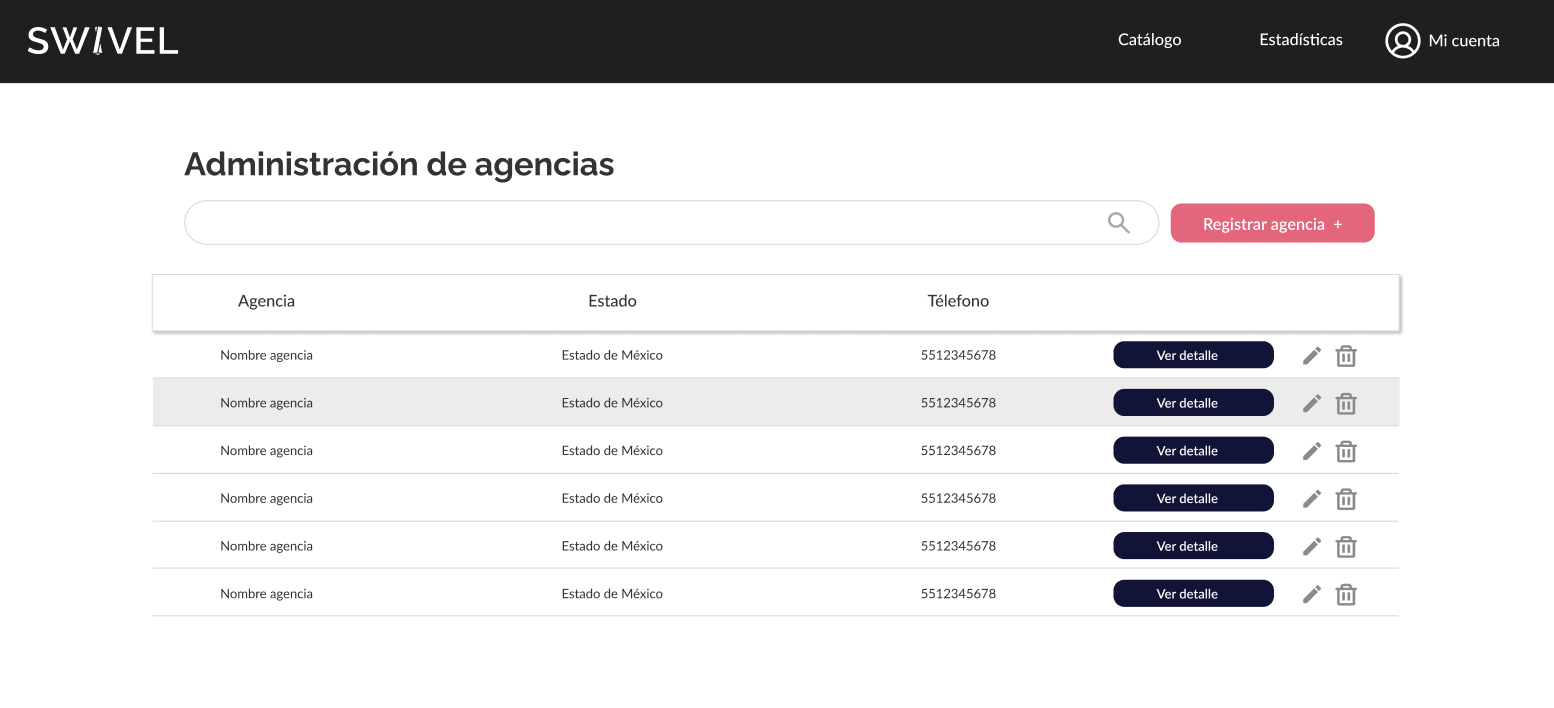 SWIVEL
Catálogo Estadísticas Mi cuenta
Administración de agencias
Registrar agencia +
Agencia Estado Télefono
Nombre agencia Estado de México 5512345678 Ver detalle
Nombre agencia Estado de México 5512345678 Ver detalle
Nombre agencia Estado de México 5512345678 Ver detalle
Nombre agencia Estado de México 5512345678 Ver detalle
Nombre agencia Estado de México 5512345678 Ver detalle
Nombre agencia Estado de México 5512345678 Ver detalle